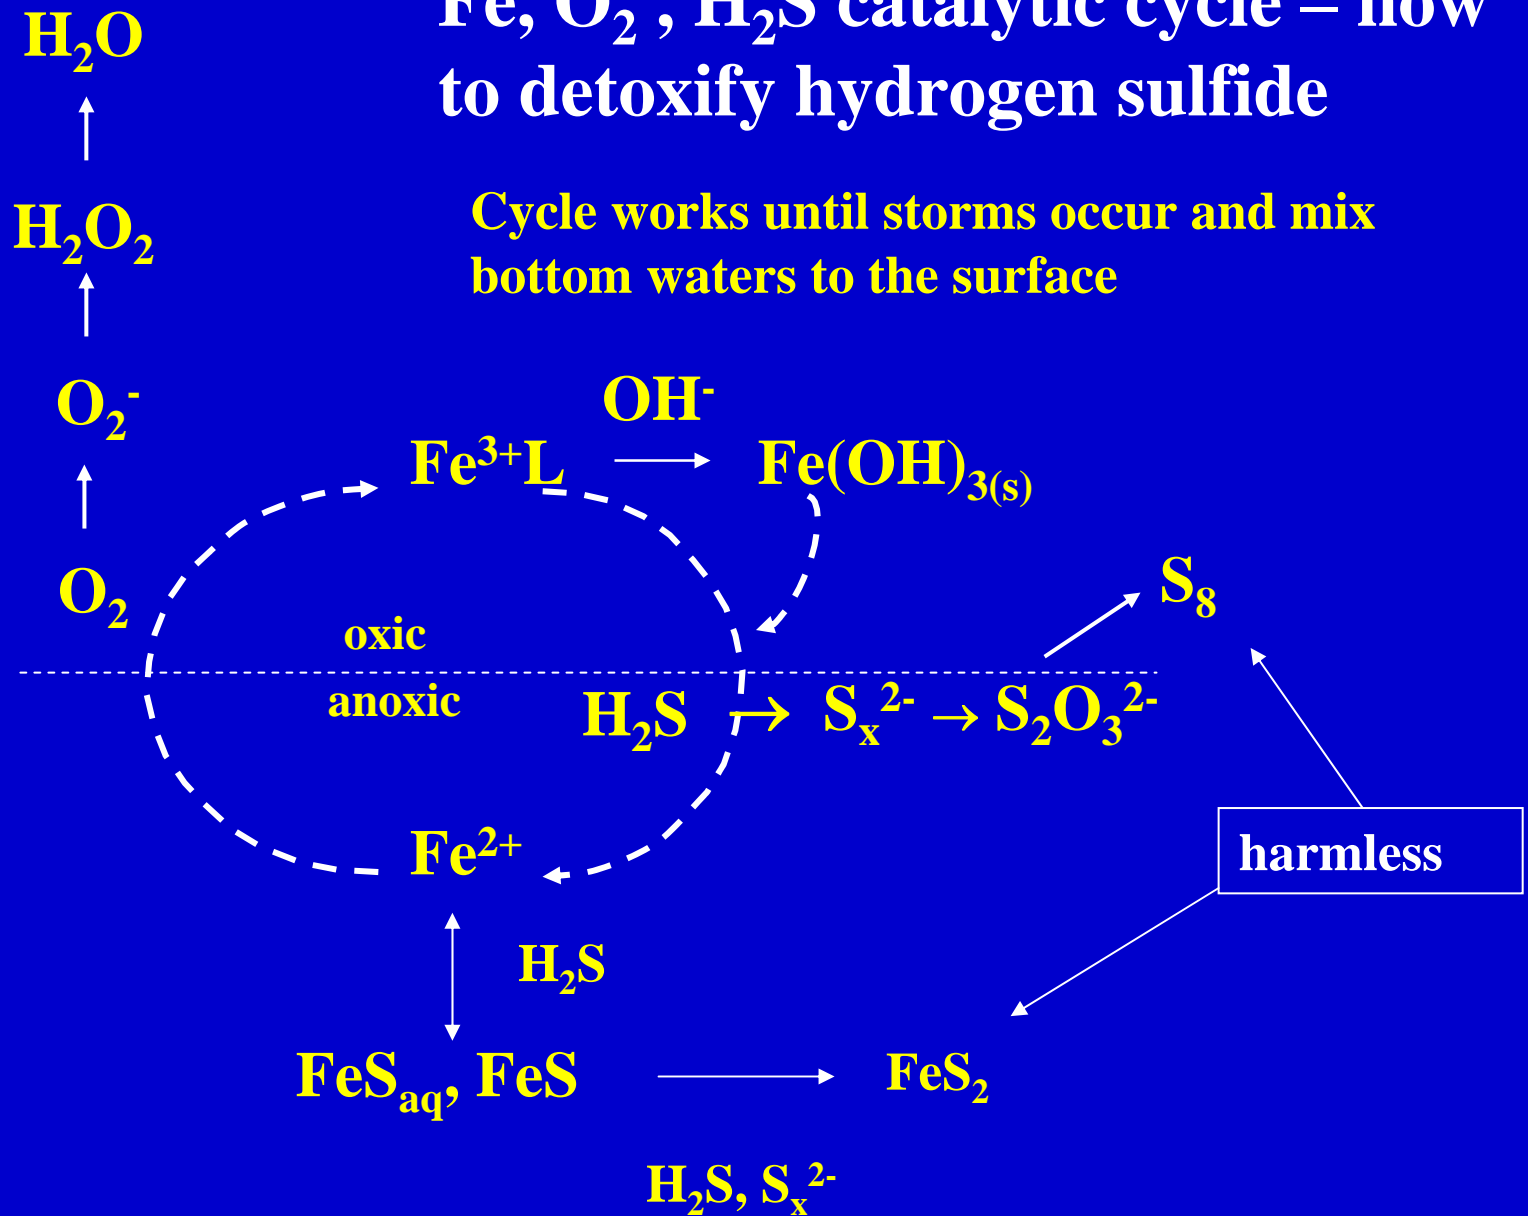 Fe, O₂ , H₂S catalytic cycle – how
to detoxify hydrogen sulfide
Cycle works until storms occur and mix
bottom waters to the surface
H₂O
H₂O₂
O₂⁻
O₂
OH⁻
Fe³⁺L → Fe(OH)₃₍ₛ₎
S₈
oxic
anoxic
H₂S → Sₓ²⁻ → S₂O₃²⁻
Fe²⁺
harmless
H₂S
FeSaq, FeS → FeS₂
H₂S, Sₓ²⁻